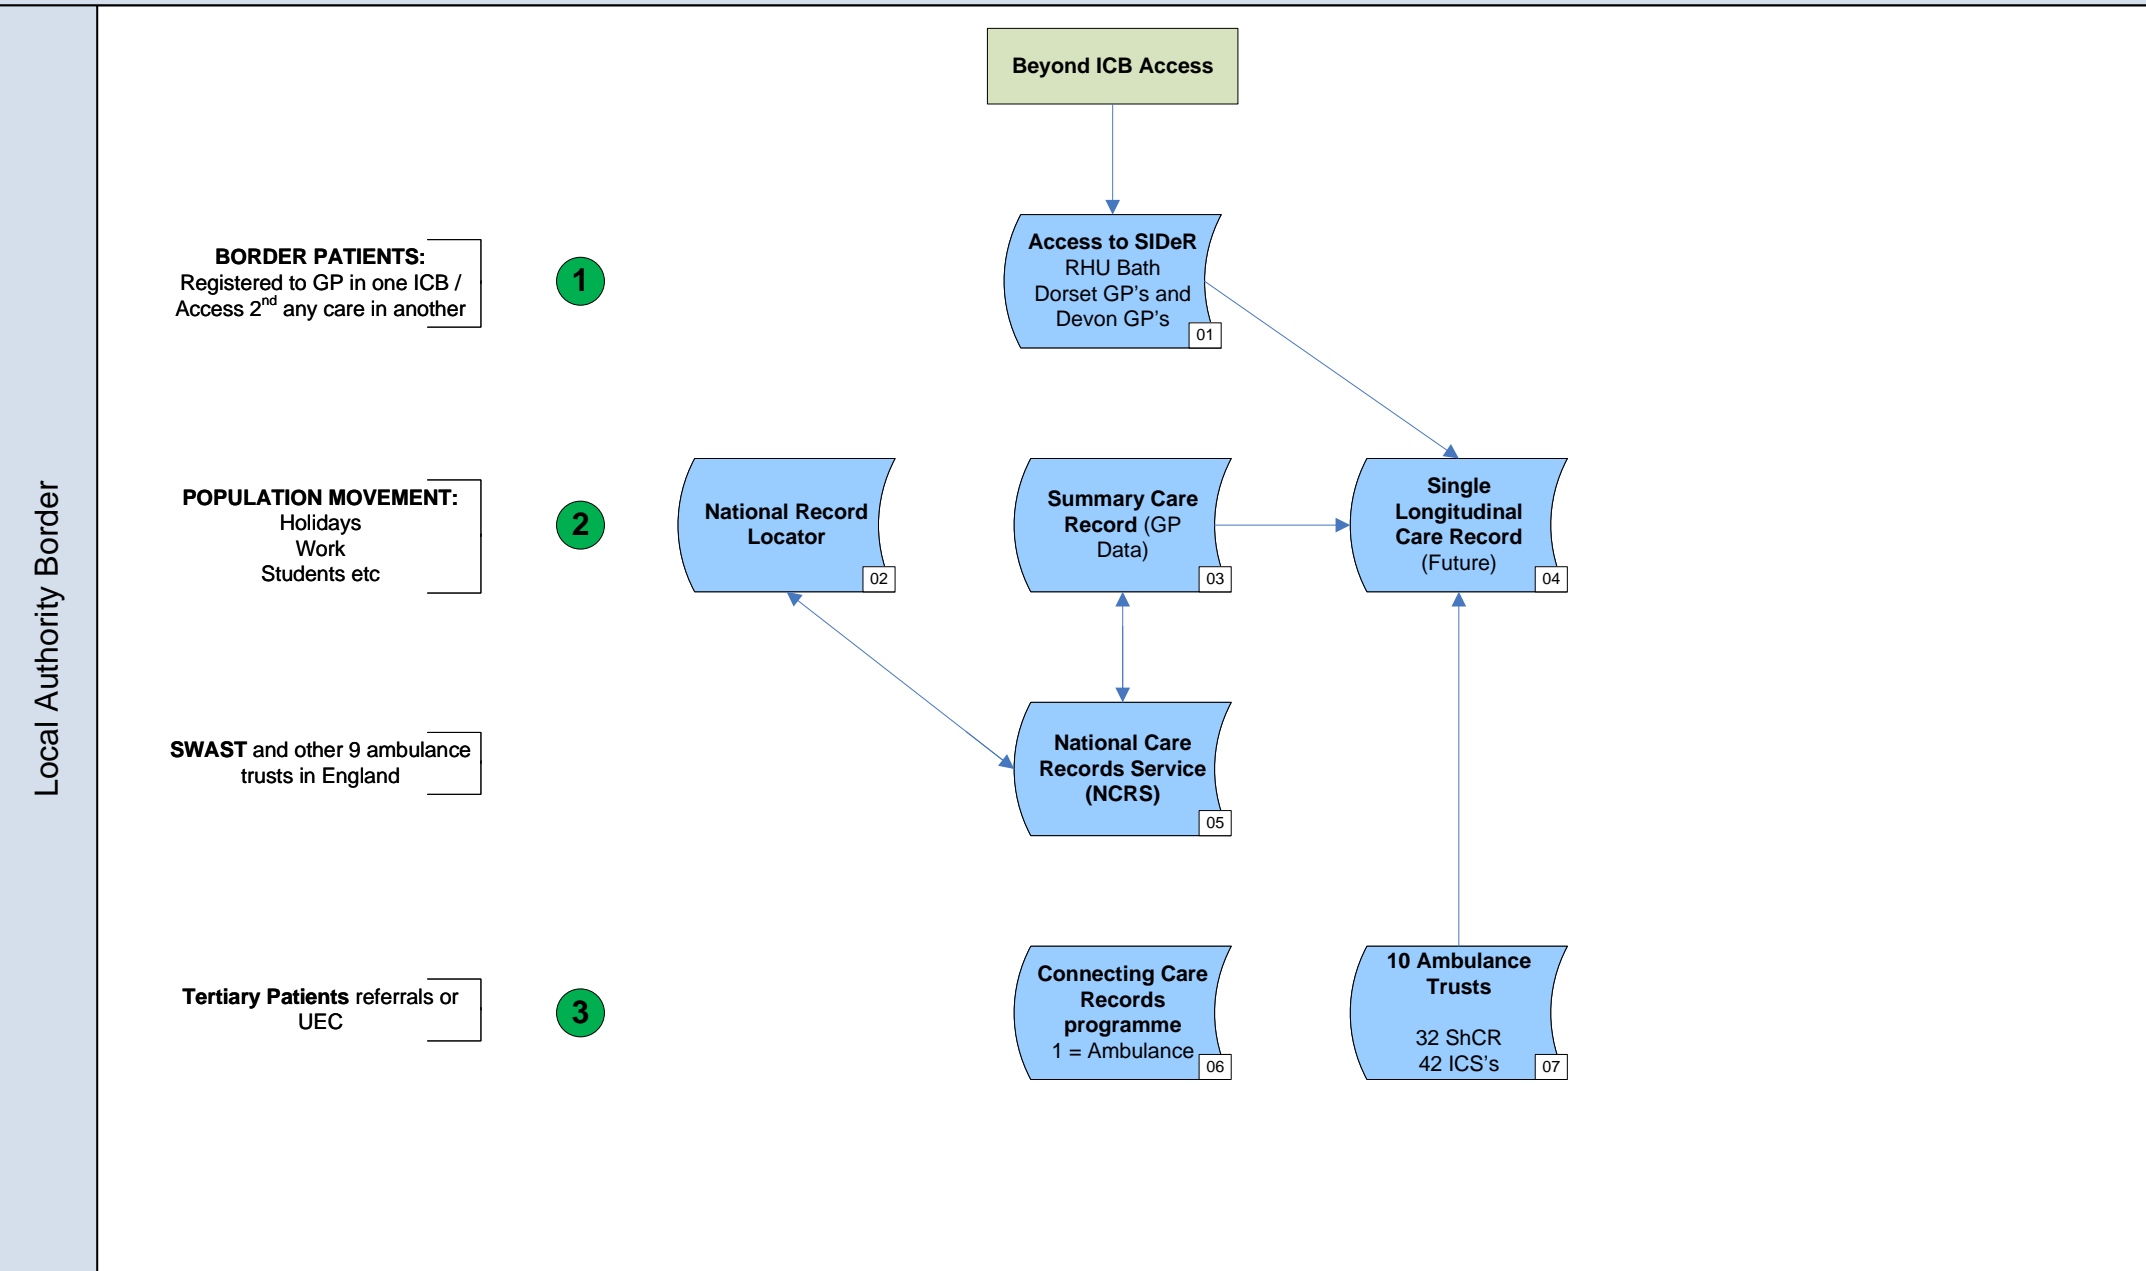 Local Authority Border
Beyond ICB Access
BORDER PATIENTS:
Registered to GP in one ICB /
Access 2nd any care in another
1
Access to SIDeR
RHU Bath
Dorset GP's and
Devon GP's
01
POPULATION MOVEMENT:
Holidays
Work
Students etc
2
National Record
Locator
02
Summary Care
Record (GP
Data)
03
Single
Longitudinal
Care Record
(Future)
04
SWAST and other 9 ambulance
trusts in England
National Care
Records Service
(NCRS)
05
Tertiary Patients referrals or
UEC
3
Connecting Care
Records
programme
1 = Ambulance
06
10 Ambulance
Trusts
32 ShCR
42 ICS's
07